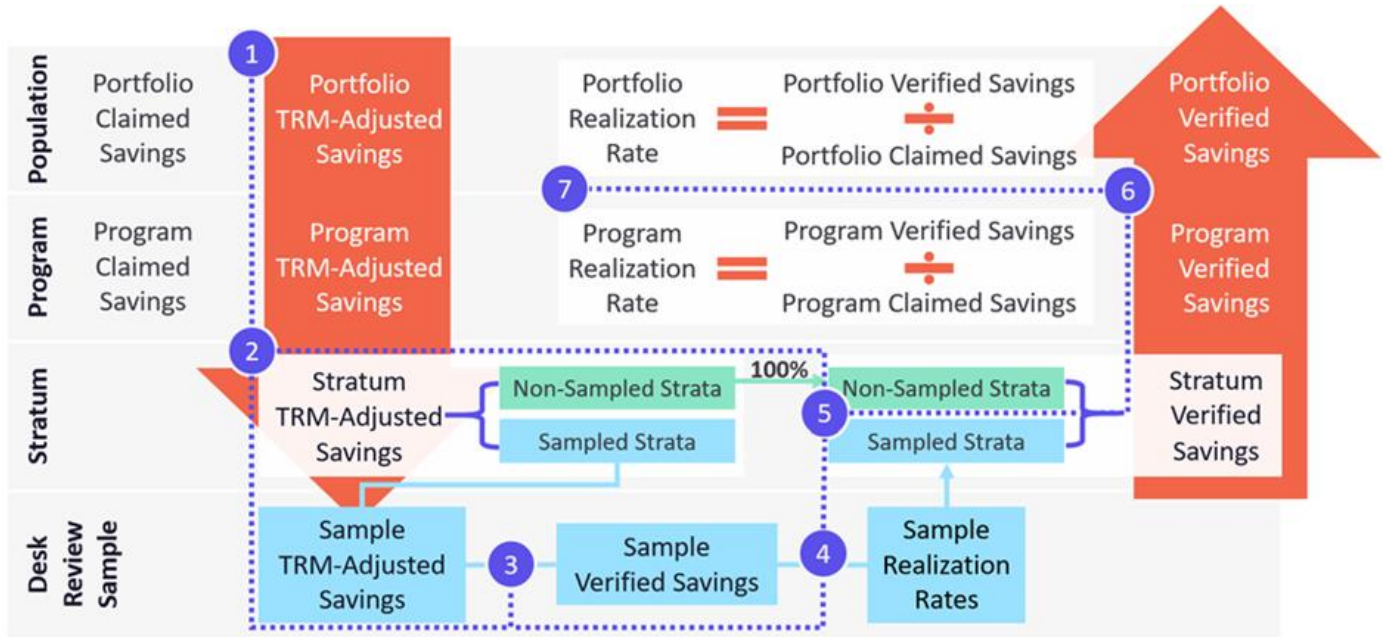 1
Population
Portfolio
Claimed
Savings
Portfolio
TRM-Adjusted
Savings
Portfolio
Realization
Rate
=
Portfolio Verified Savings
÷
Portfolio Claimed Savings
Portfolio
Verified
Savings
7
6
Program
Program
Claimed
Savings
Program
TRM-Adjusted
Savings
Program
Realization
Rate
=
Program Verified Savings
÷
Program Claimed Savings
Program
Verified
Savings
2
Stratum
Stratum
TRM-Adjusted
Savings
Non-Sampled Strata
100%
Non-Sampled Strata
5
Sampled Strata
Sampled Strata
Stratum
Verified
Savings
Desk
Review
Sample
Sample
TRM-Adjusted
Savings
3
Sample
Verified Savings
4
Sample
Realization
Rates